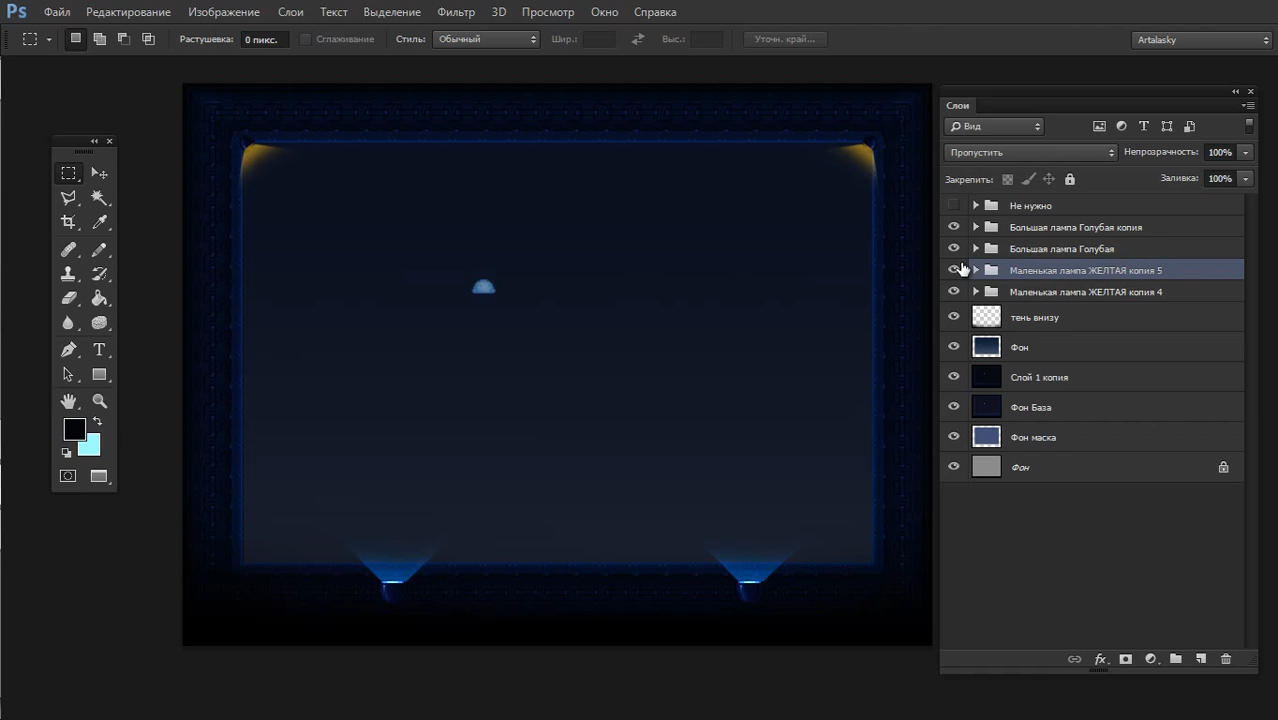 Ps Файл Редактирование Изображение Слои Текст Выделение Фильтр 3D Просмотр Окно Справка
Растушевка: 0 пикс. Сглаживание Стиль: Обычный Шир.: Выс.: Уточн. край... Artalasky
Слои
Вид
Пропустить Непрозрачность: 100%
Закрепить: Заливка: 100%
Не нужно
Большая лампа Голубая копия
Большая лампа Голубая
Маленькая лампа ЖЕЛТАЯ копия 5
Маленькая лампа ЖЕЛТАЯ копия 4
тень внизу
Фон
Слой 1 копия
Фон База
Фон маска
Фон
fx